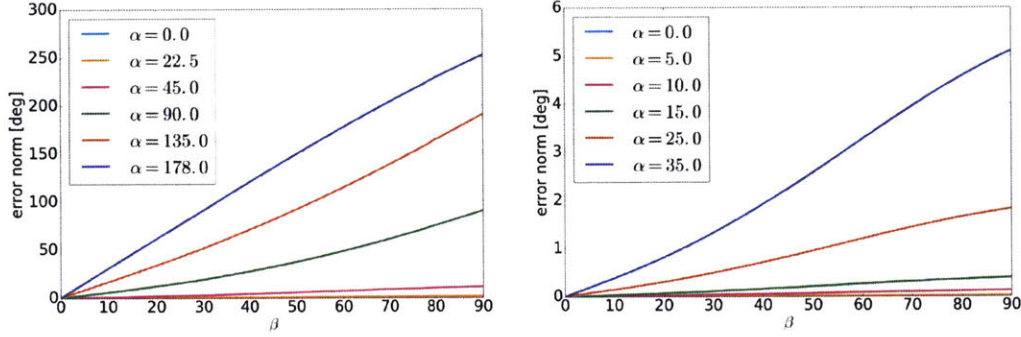 300
250
200
150
100
50
0
error norm [deg]
α = 0.0
α = 22.5
α = 45.0
α = 90.0
α = 135.0
α = 178.0
0 10 20 30 40 50 60 70 80 90
β
6
5
4
3
2
1
0
error norm [deg]
α = 0.0
α = 5.0
α = 10.0
α = 15.0
α = 25.0
α = 35.0
0 10 20 30 40 50 60 70 80 90
β